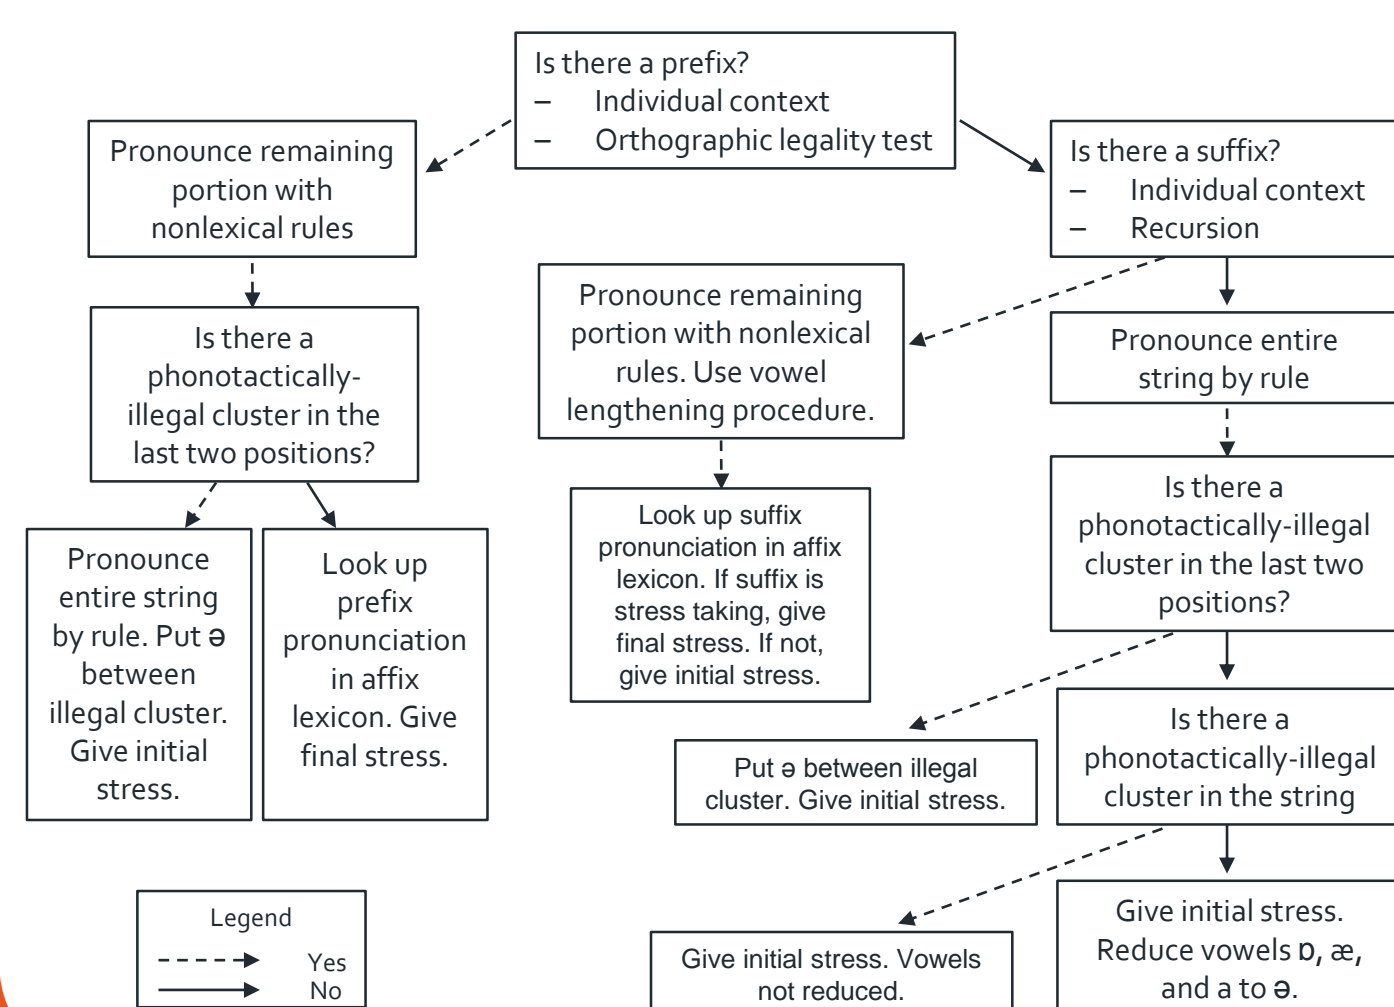 Is there a prefix?
– Individual context
– Orthographic legality test
Pronounce remaining
portion with
nonlexical rules
Is there a suffix?
– Individual context
– Recursion
Pronounce remaining
portion with nonlexical
rules. Use vowel
lengthening procedure.
Is there a
phonotactically-
illegal cluster in the
last two positions?
Pronounce entire
string by rule
Is there a
phonotactically-illegal
cluster in the last two
positions?
Look up suffix
pronunciation in affix
lexicon. If suffix is
stress taking, give
final stress. If not,
give initial stress.
Pronounce
entire string
by rule. Put ə
between
illegal cluster.
Give initial
stress.
Look up
prefix
pronunciation
in affix
lexicon. Give
final stress.
Put ə between illegal
cluster. Give initial stress.
Is there a
phonotactically-illegal
cluster in the string
Give initial stress. Vowels
not reduced.
Give initial stress.
Reduce vowels ɒ, æ,
and a to ə.
Legend
Yes
No